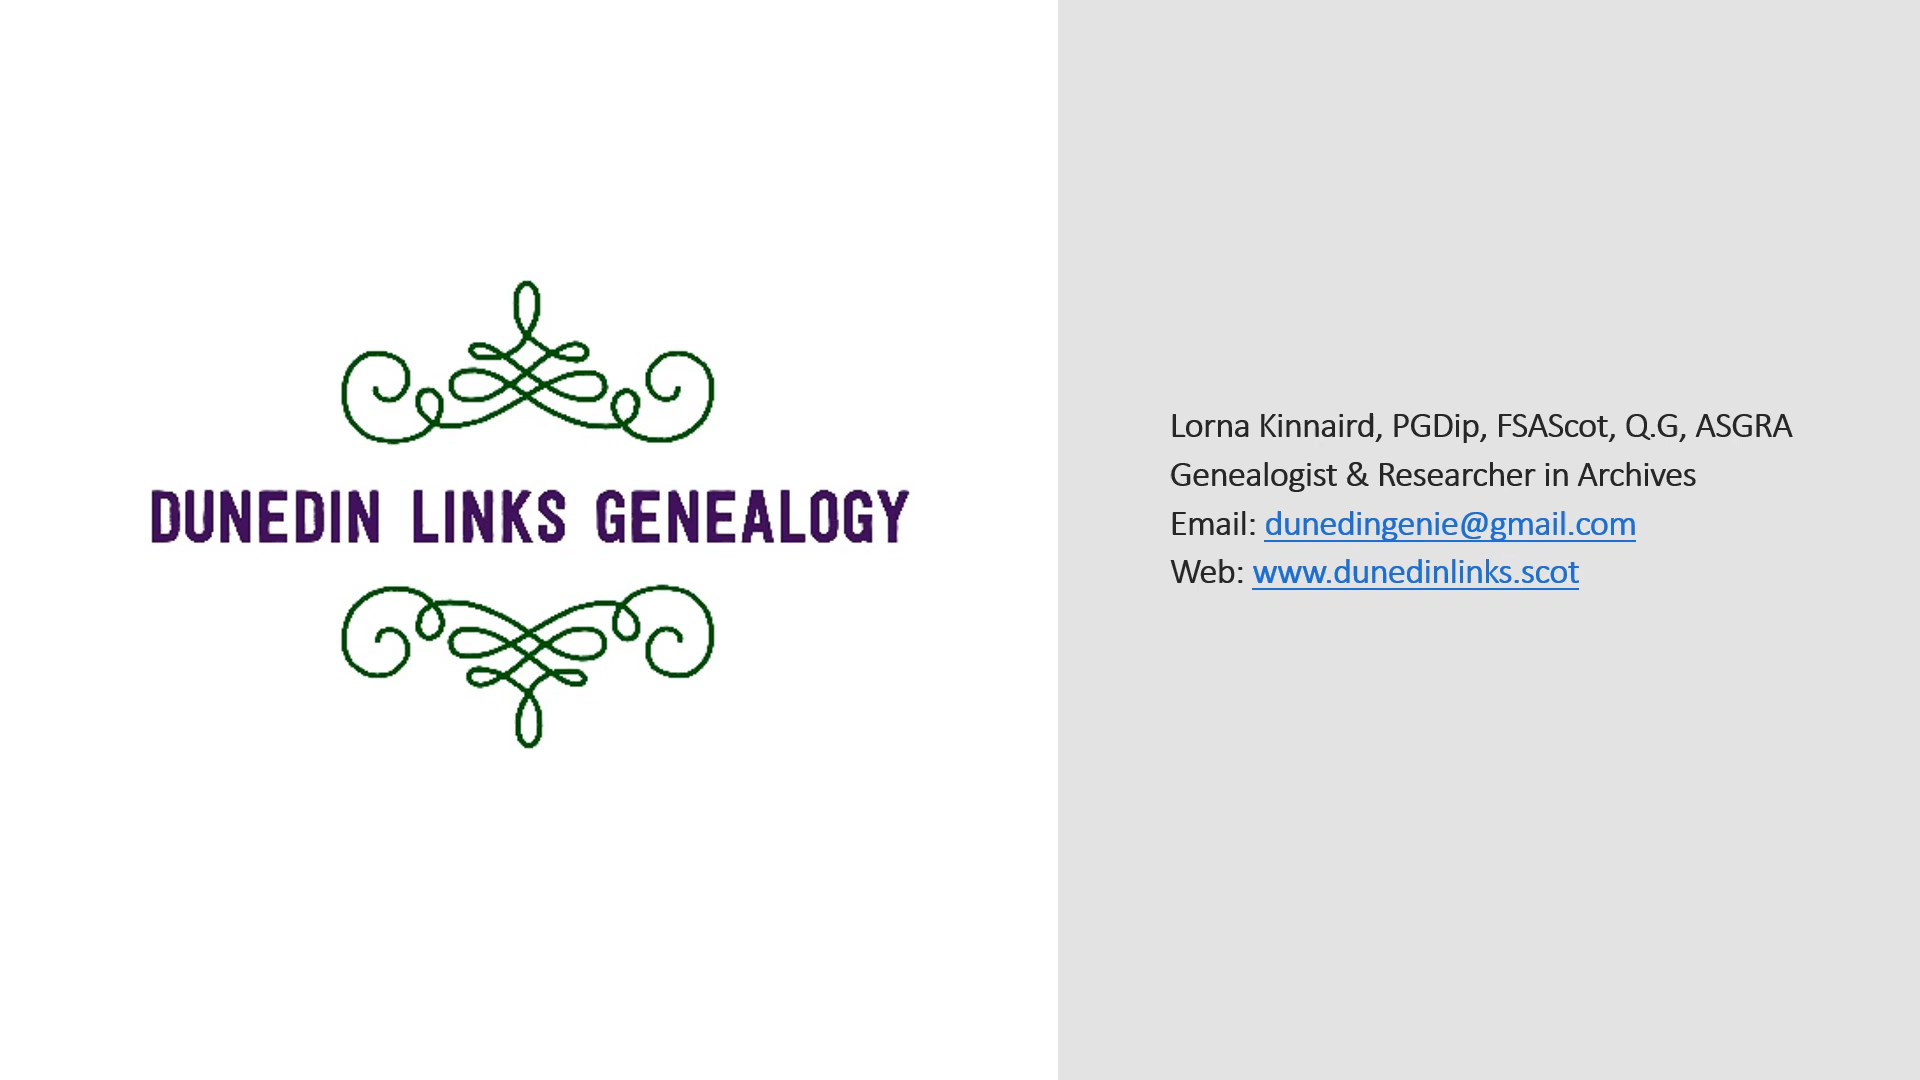 DUNEDIN LINKS GENEALOGY
Lorna Kinnaird, PGDip, FSAScot, Q.G, ASGRA
Genealogist & Researcher in Archives
Email: dunedingenie@gmail.com
Web: www.dunedinlinks.scot